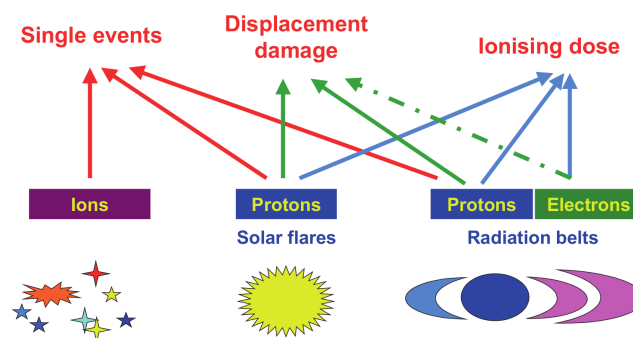 Single events
Displacement
damage
Ionising dose
Ions
Protons
Protons
Electrons
Solar flares
Radiation belts